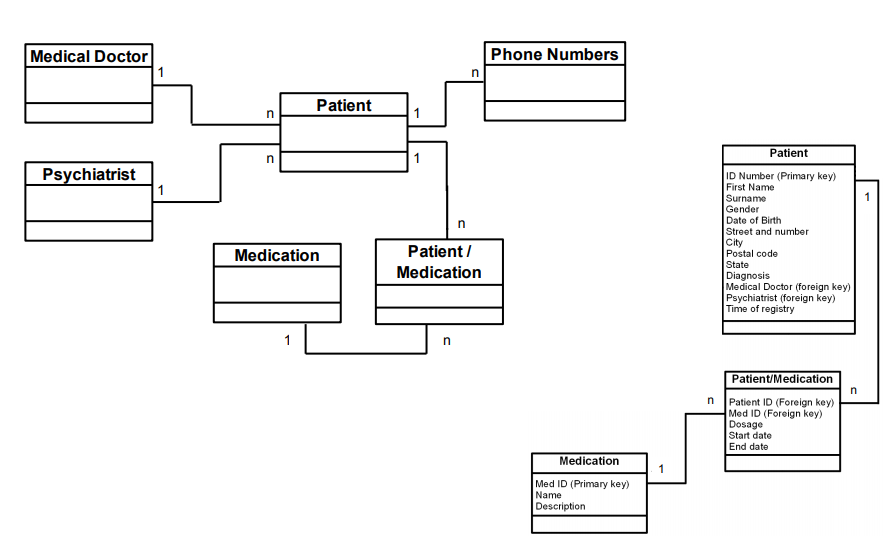 Medical Doctor
1
n
Patient
n
1
1
Phone Numbers
n
Psychiatrist
1
Medication
1
Patient /
Medication
n
n
Patient
ID Number (Primary key)
First Name
Surname
Gender
Date of Birth
Street and number
City
Postal code
State
Diagnosis
Medical Doctor (foreign key)
Psychiatrist (foreign key)
Time of registry
1
Patient/Medication
Patient ID (Foreign key)
Med ID (Foreign key)
Dosage
Start date
End date
n
n
Medication
Med ID (Primary key)
Name
Description
1